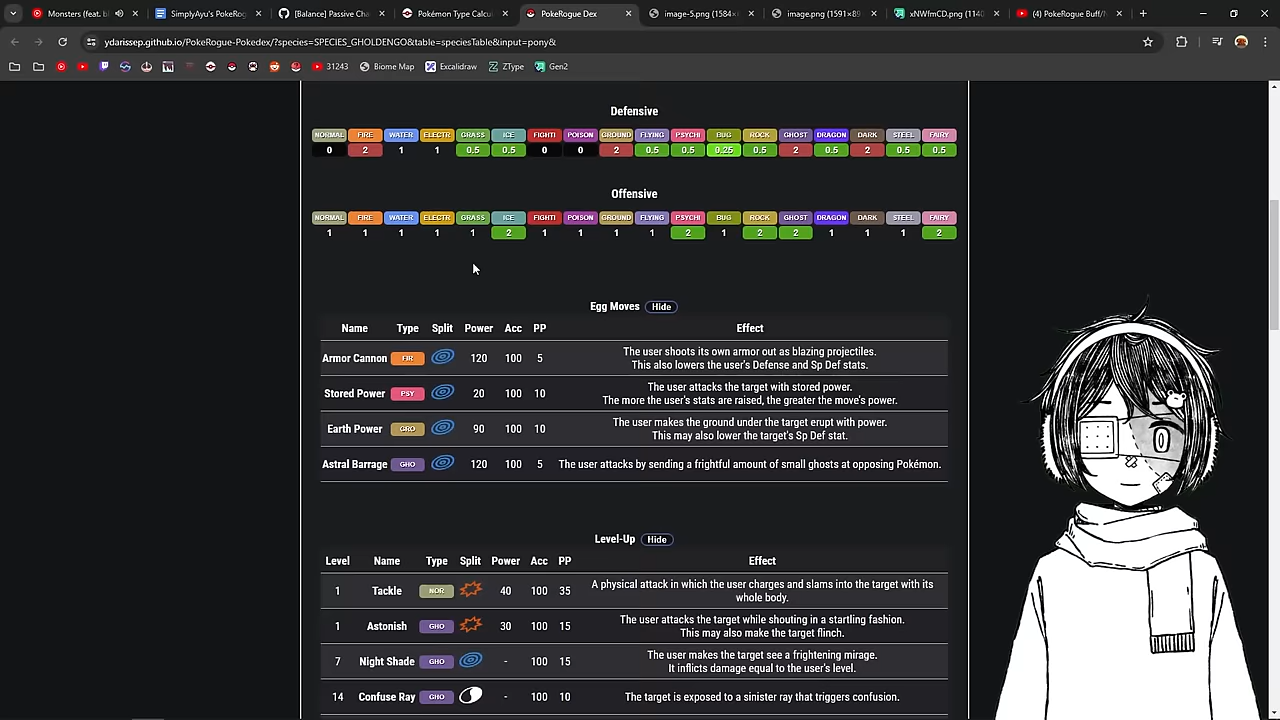 Monsters (feat. bl
SimplyAyu's PokeRog
[Balance] Passive Cha
Pokémon Type Calcu
PokeRogue Dex
image-5.png (1584×
image.png (1591×8
xNWfmCD.png (1140
(4) PokeRogue Buff/N
ydarissep.github.io/PokeRogue-Pokedex/?species=SPECIES_GHOLDENGO&table=speciesTable&input=pony&
31243 Biome Map Excalidraw ZType Gen2
Defensive
NORMAL FIRE WATER ELECTR GRASS ICE FIGHTI POISON GROUND FLYING PSYCHI BUG ROCK GHOST DRAGON DARK STEEL FAIRY
0 2 1 1 0.5 0.5 0 0 2 0.5 0.5 0.25 0.5 2 0.5 2 0.5 0.5
Offensive
NORMAL FIRE WATER ELECTR GRASS ICE FIGHTI POISON GROUND FLYING PSYCHI BUG ROCK GHOST DRAGON DARK STEEL FAIRY
1 1 1 1 1 2 1 1 1 1 2 1 2 2 1 1 1 2
Egg Moves Hide
Name Type Split Power Acc PP Effect
Armor Cannon FIR 120 100 5 The user shoots its own armor out as blazing projectiles.
This also lowers the user's Defense and Sp Def stats.
Stored Power PSY 20 100 10 The user attacks the target with stored power.
The more the user's stats are raised, the greater the move's power.
Earth Power GRO 90 100 10 The user makes the ground under the target erupt with power.
This may also lower the target's Sp Def stat.
Astral Barrage GHO 120 100 5 The user attacks by sending a frightful amount of small ghosts at opposing Pokémon.
Level-Up Hide
Level Name Type Split Power Acc PP Effect
1 Tackle NOR 40 100 35 A physical attack in which the user charges and slams into the target with its
whole body.
1 Astonish GHO 30 100 15 The user attacks the target while shouting in a startling fashion.
This may also make the target flinch.
7 Night Shade GHO - 100 15 The user makes the target see a frightening mirage.
It inflicts damage equal to the user's level.
14 Confuse Ray GHO - 100 10 The target is exposed to a sinister ray that triggers confusion.